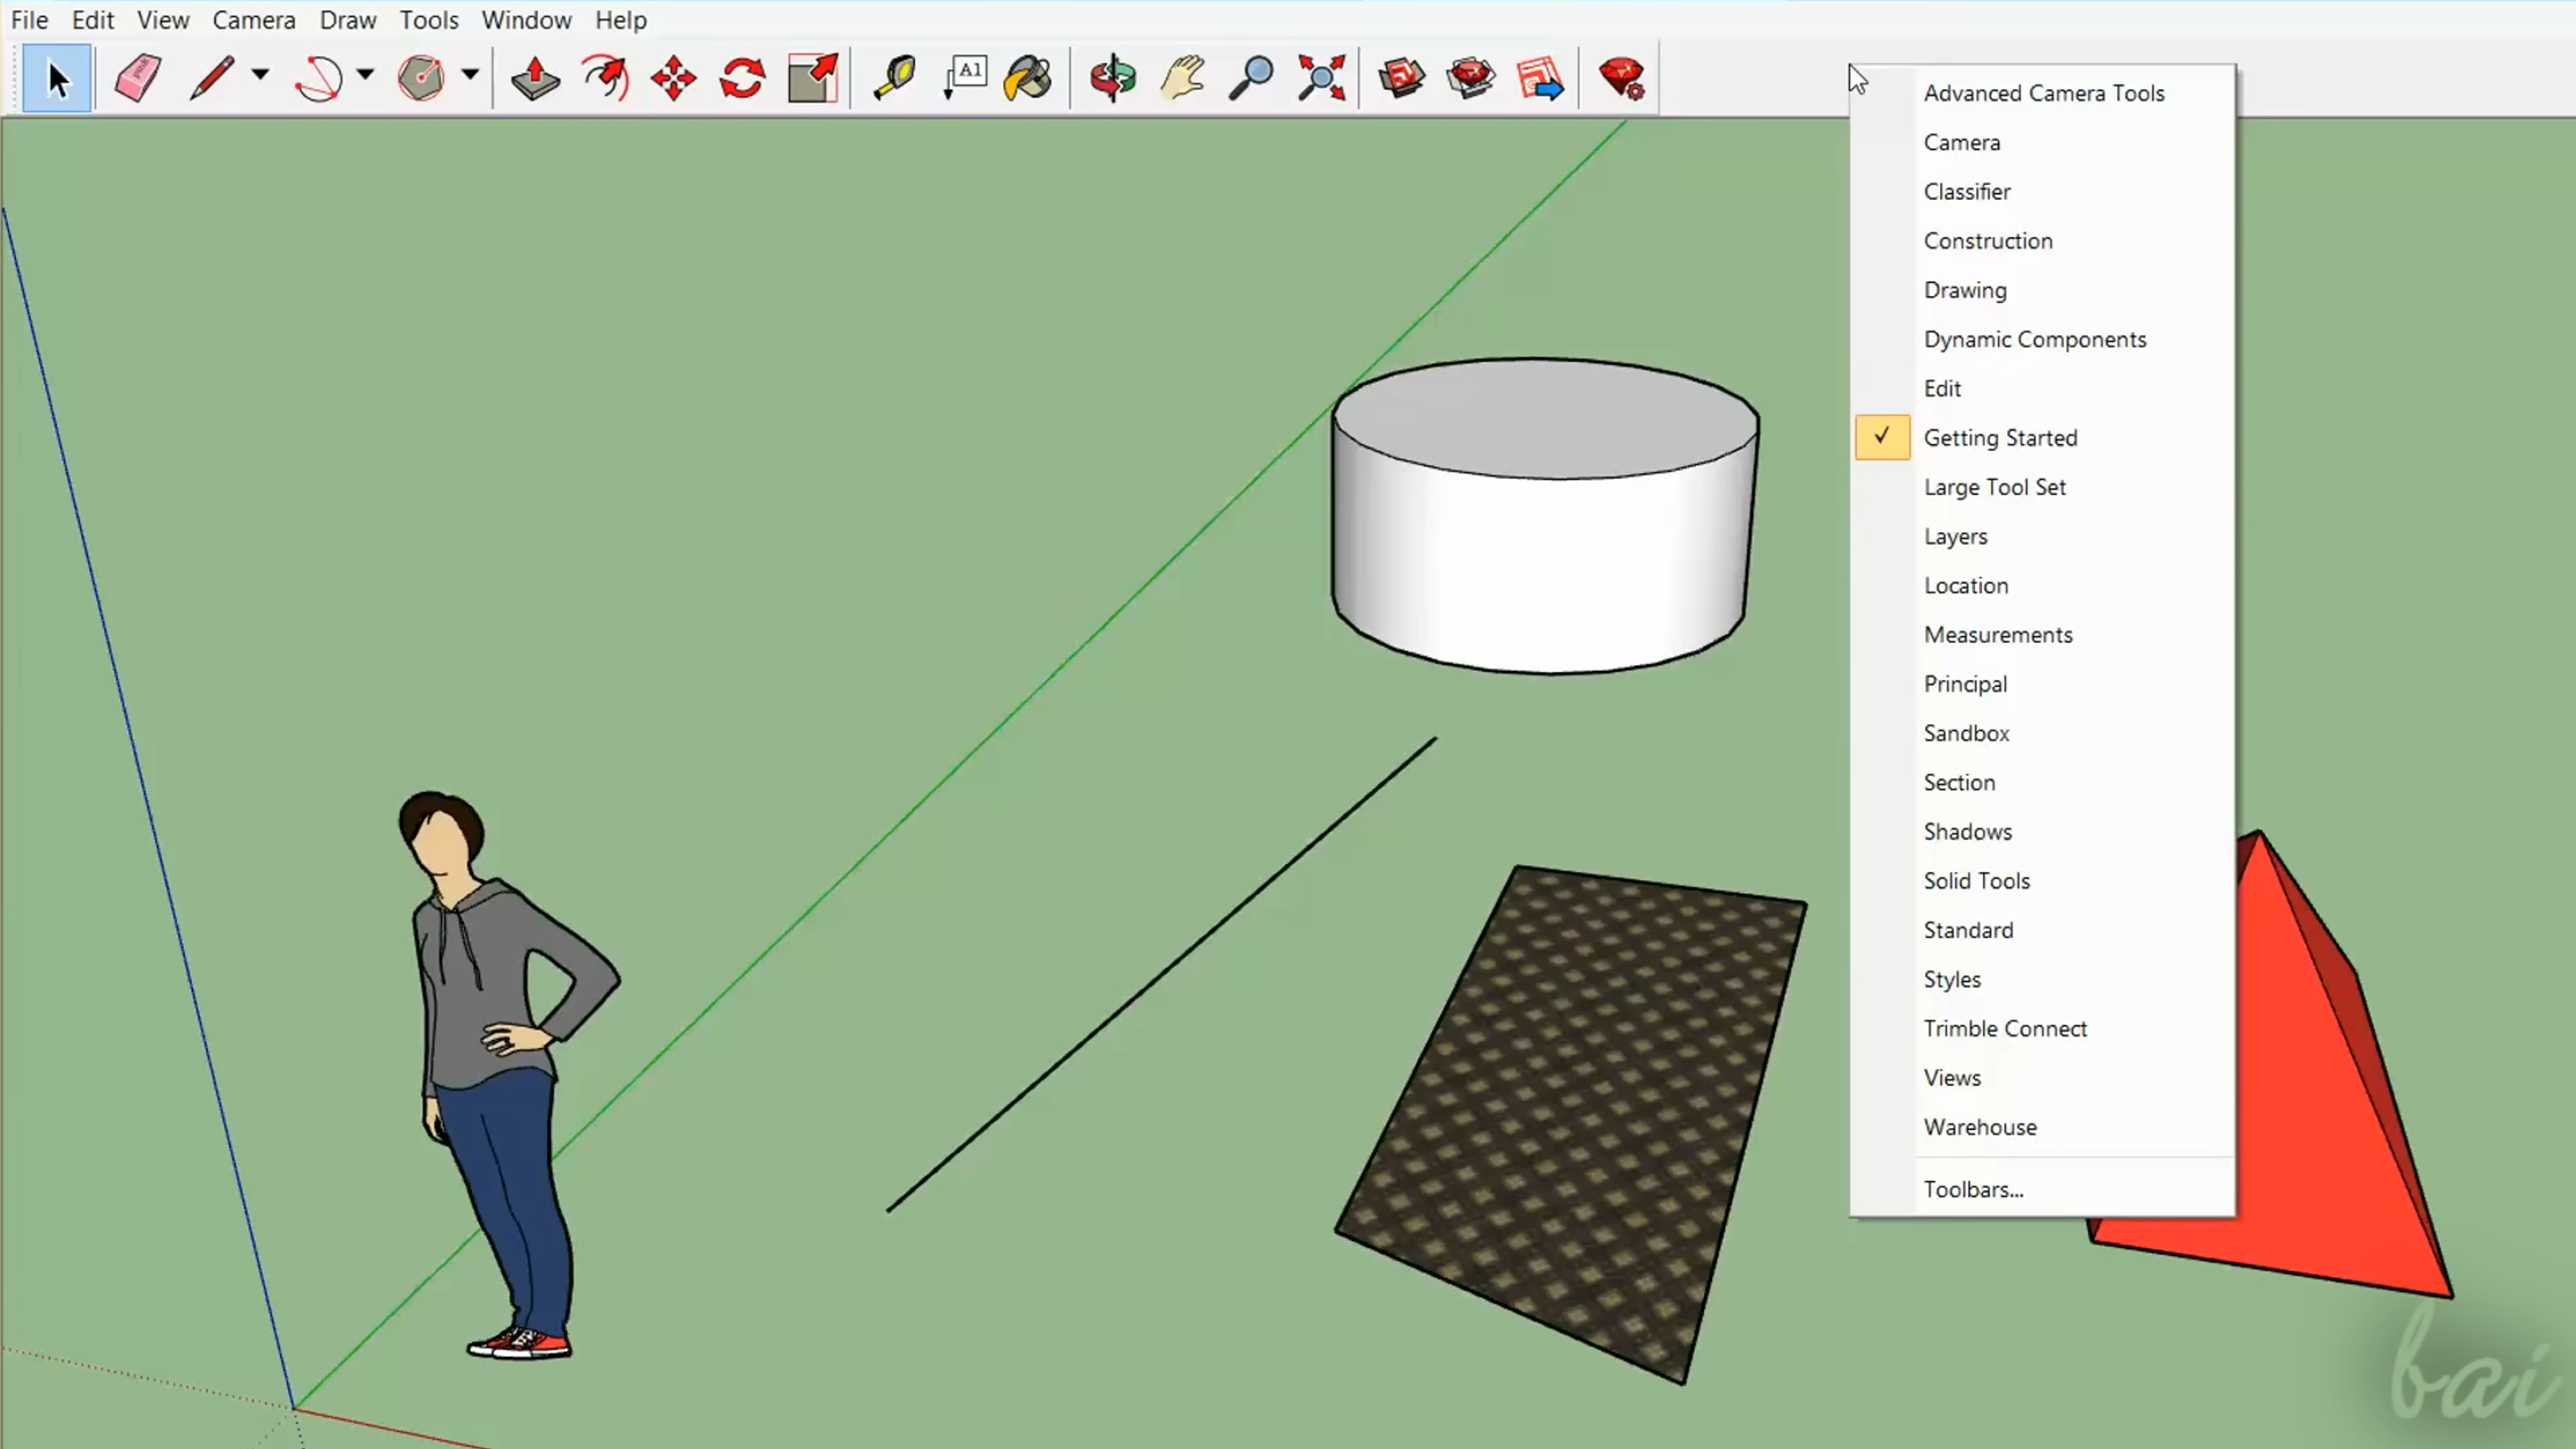 File Edit View Camera Draw Tools Window Help
A1
Advanced Camera Tools
Camera
Classifier
Construction
Drawing
Dynamic Components
Edit
✓ Getting Started
Large Tool Set
Layers
Location
Measurements
Principal
Sandbox
Section
Shadows
Solid Tools
Standard
Styles
Trimble Connect
Views
Warehouse
Toolbars...
bai